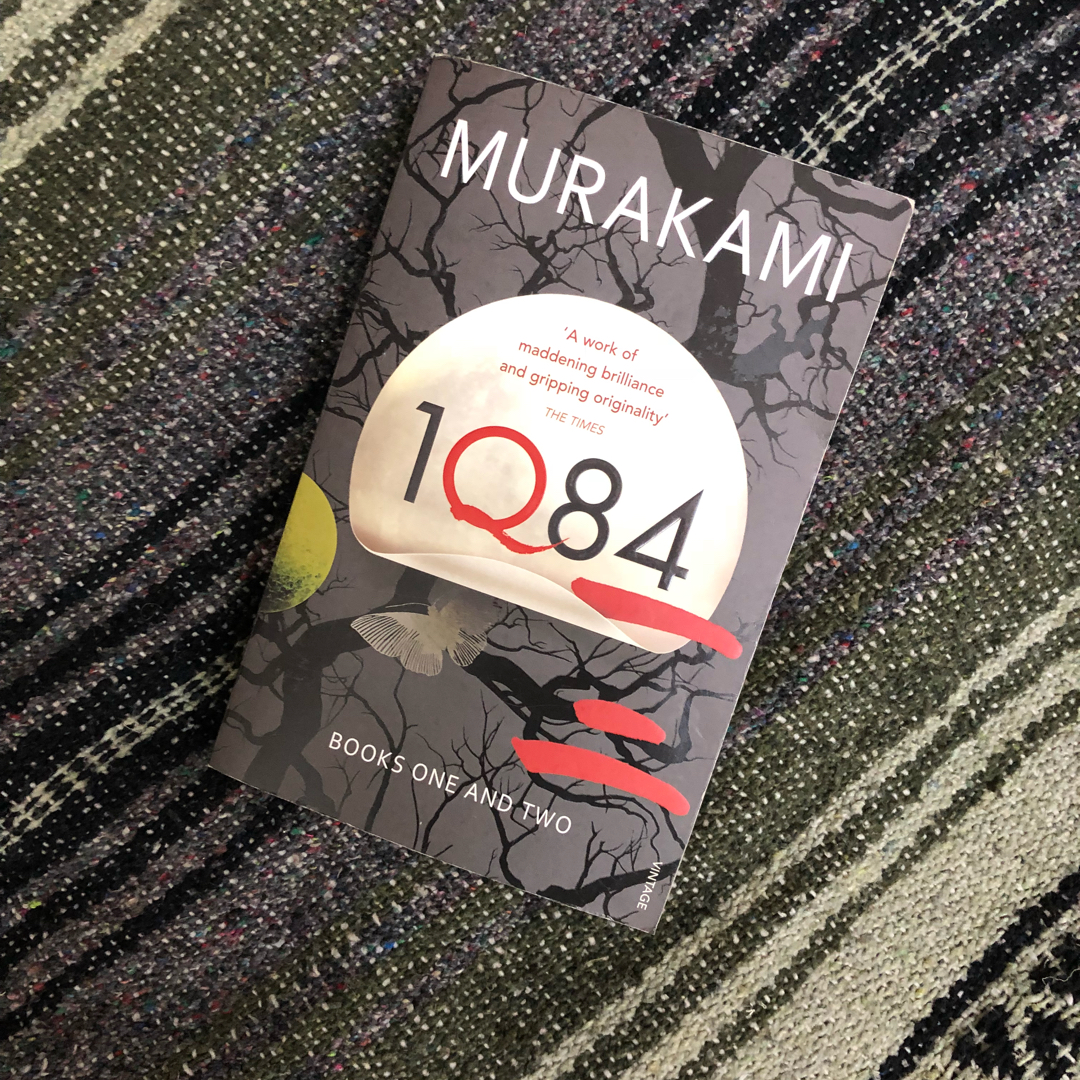 MURAKAMI
‘A work of
maddening brilliance
and gripping originality’
THE TIMES
1Q84
BOOKS ONE AND TWO
VINTAGE